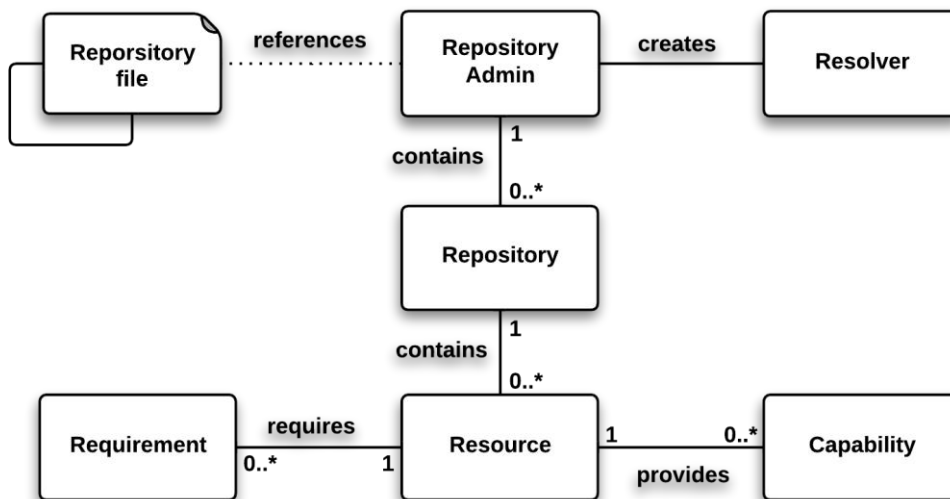 Reporsitory
file
references
Repository
Admin
creates
Resolver
1
contains
0..*
Repository
1
contains
0..*
Requirement
requires
0..*
1
Resource
1
0..*
provides
Capability